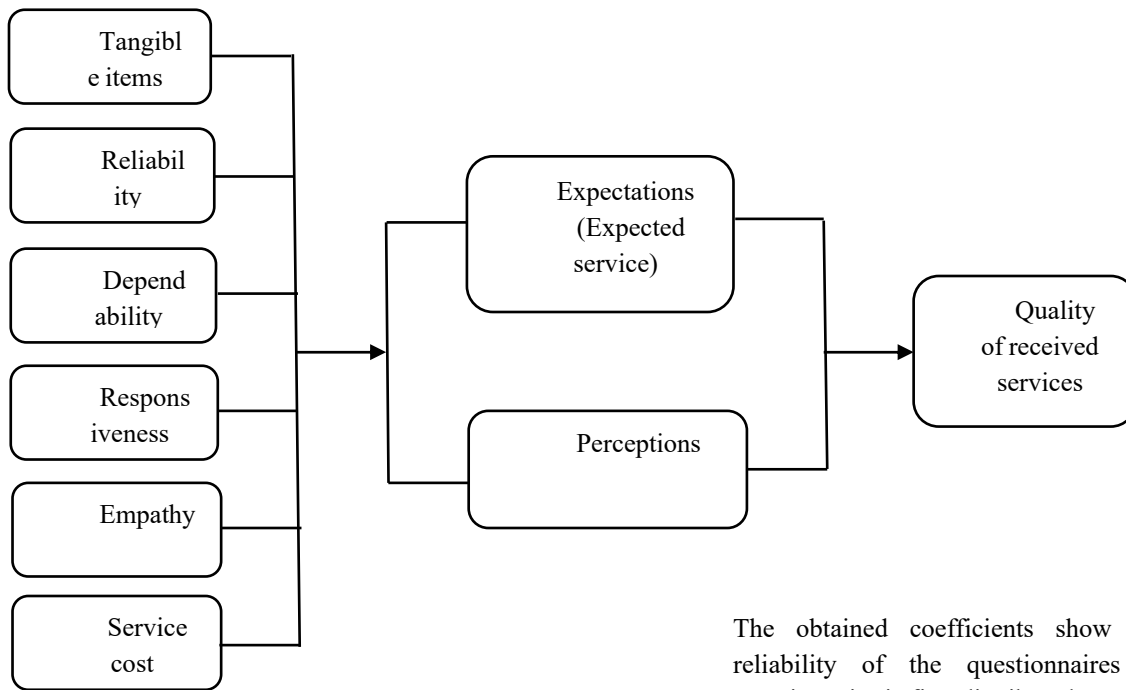 Tangibl
e items
Reliabil
ity
Depend
ability
Respons
iveness
Empathy
Service
cost
Expectations
(Expected
service)
Perceptions
Quality
of received
services
The obtained coefficients show
reliability of the questionnaires